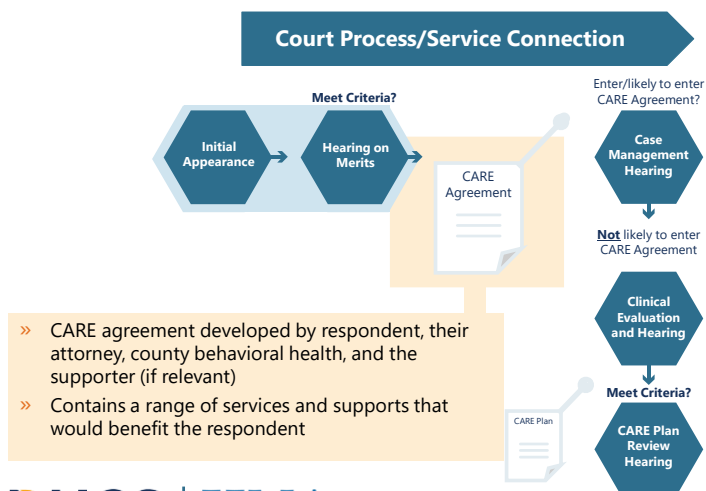 Court Process/Service Connection
Meet Criteria?
Initial
Appearance
Hearing on
Merits
CARE
Agreement
Enter/likely to enter
CARE Agreement?
Case
Management
Hearing
Not likely to enter
CARE Agreement
Clinical
Evaluation
and Hearing
Meet Criteria?
CARE Plan
Review
Hearing
CARE Plan
» CARE agreement developed by respondent, their
attorney, county behavioral health, and the
supporter (if relevant)
» Contains a range of services and supports that
would benefit the respondent